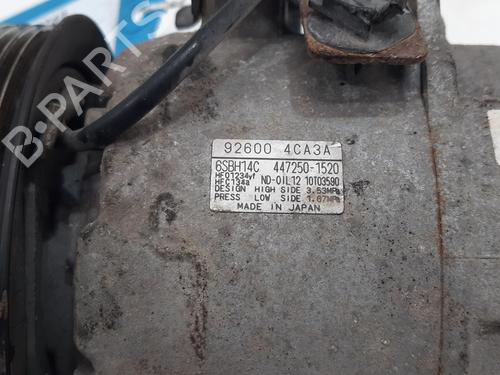 B-PARTS
92600 4CA3A
6SBH14C 447250-1520
HFO1234yf
HFC134a ND-OIL12 10T03590
DESIGN HIGH SIDE 3.53MPa
PRESS LOW SIDE 1.67MPa
MADE IN JAPAN